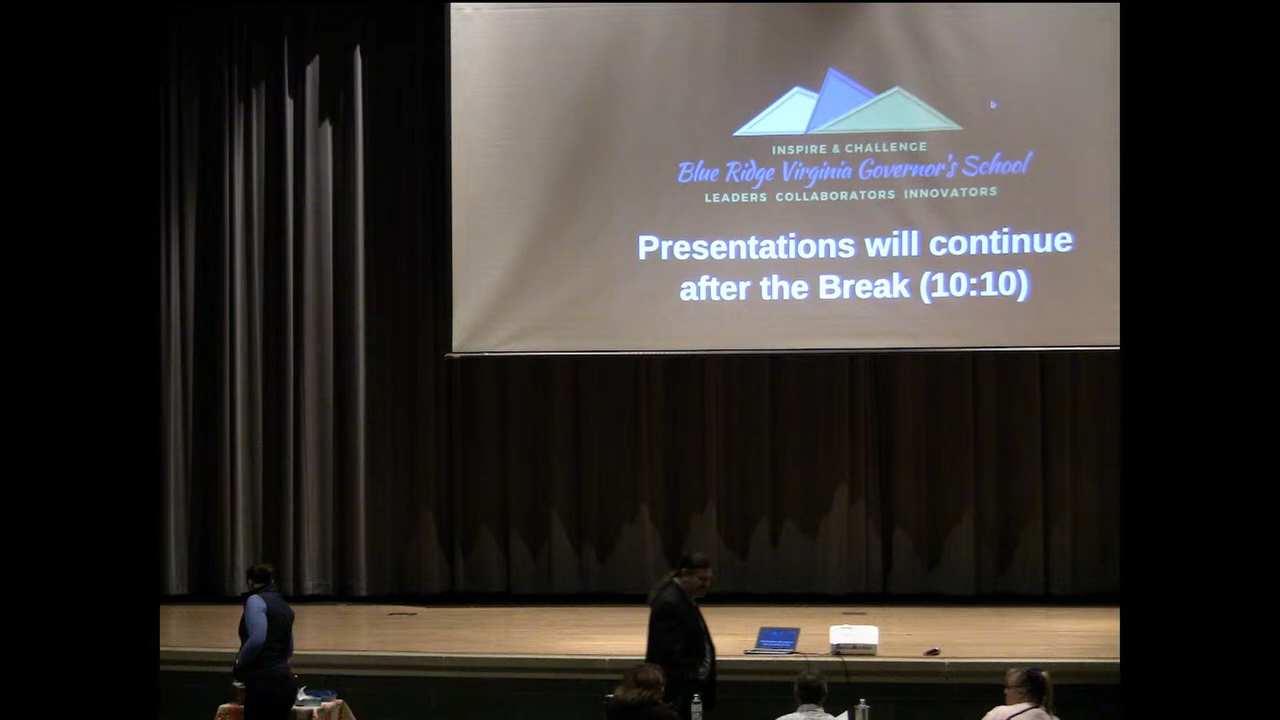 INSPIRE & CHALLENGE
Blue Ridge Virginia Governor's School
LEADERS COLLABORATORS INNOVATORS
Presentations will continue
after the Break (10:10)